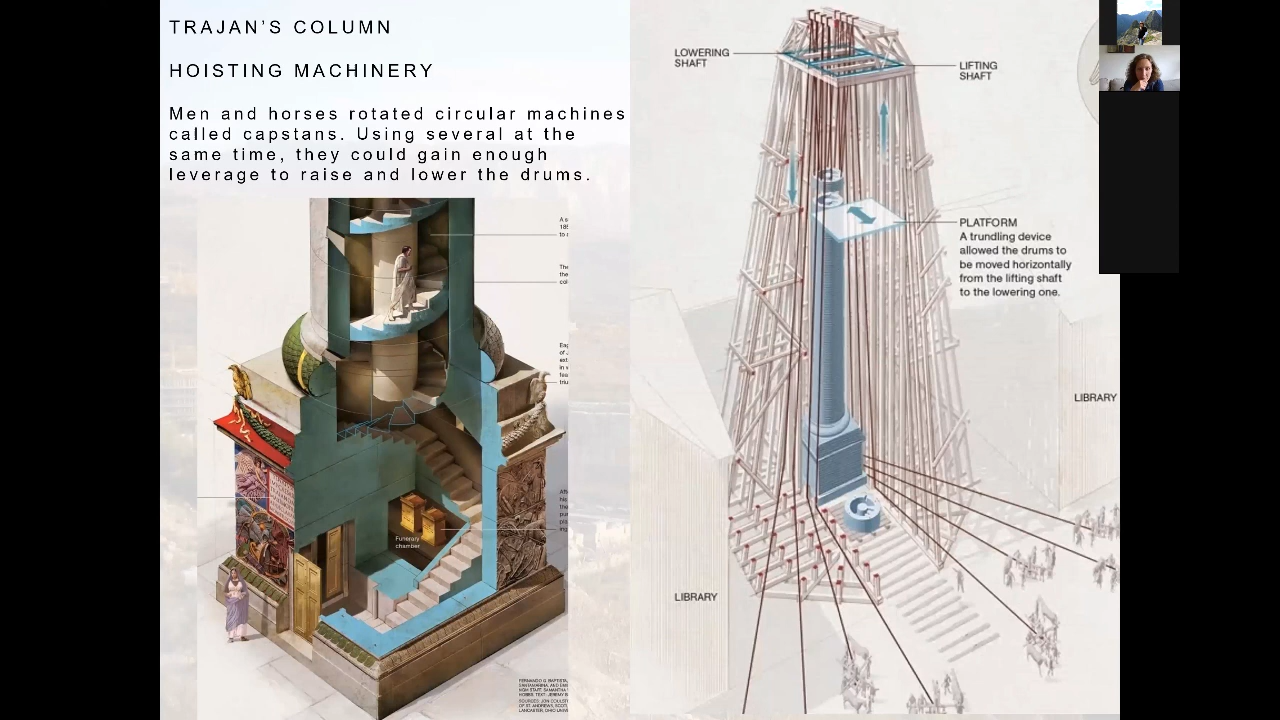 TRAJAN'S COLUMN
HOISTING MACHINERY
Men and horses rotated circular machines
called capstans. Using several at the
same time, they could gain enough
leverage to raise and lower the drums.
Funerary
chamber
LOWERING
SHAFT
LIFTING
SHAFT
PLATFORM
A trundling device
allowed the drums to
be moved horizontally
from the lifting shaft
to the lowering one.
LIBRARY
LIBRARY